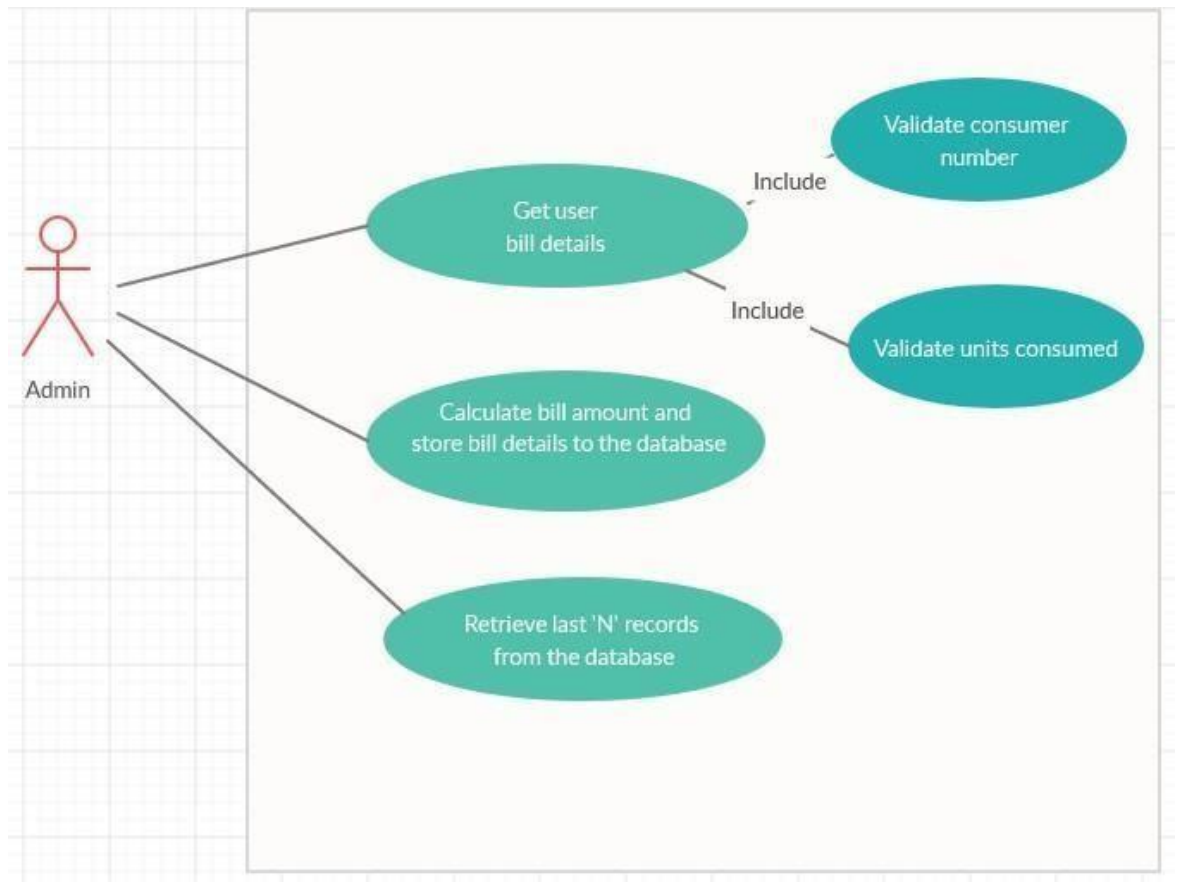 Validate consumer
number
Include
Get user
bill details
Include
Validate units consumed
Admin
Calculate bill amount and
store bill details to the database
Retrieve last 'N' records
from the database